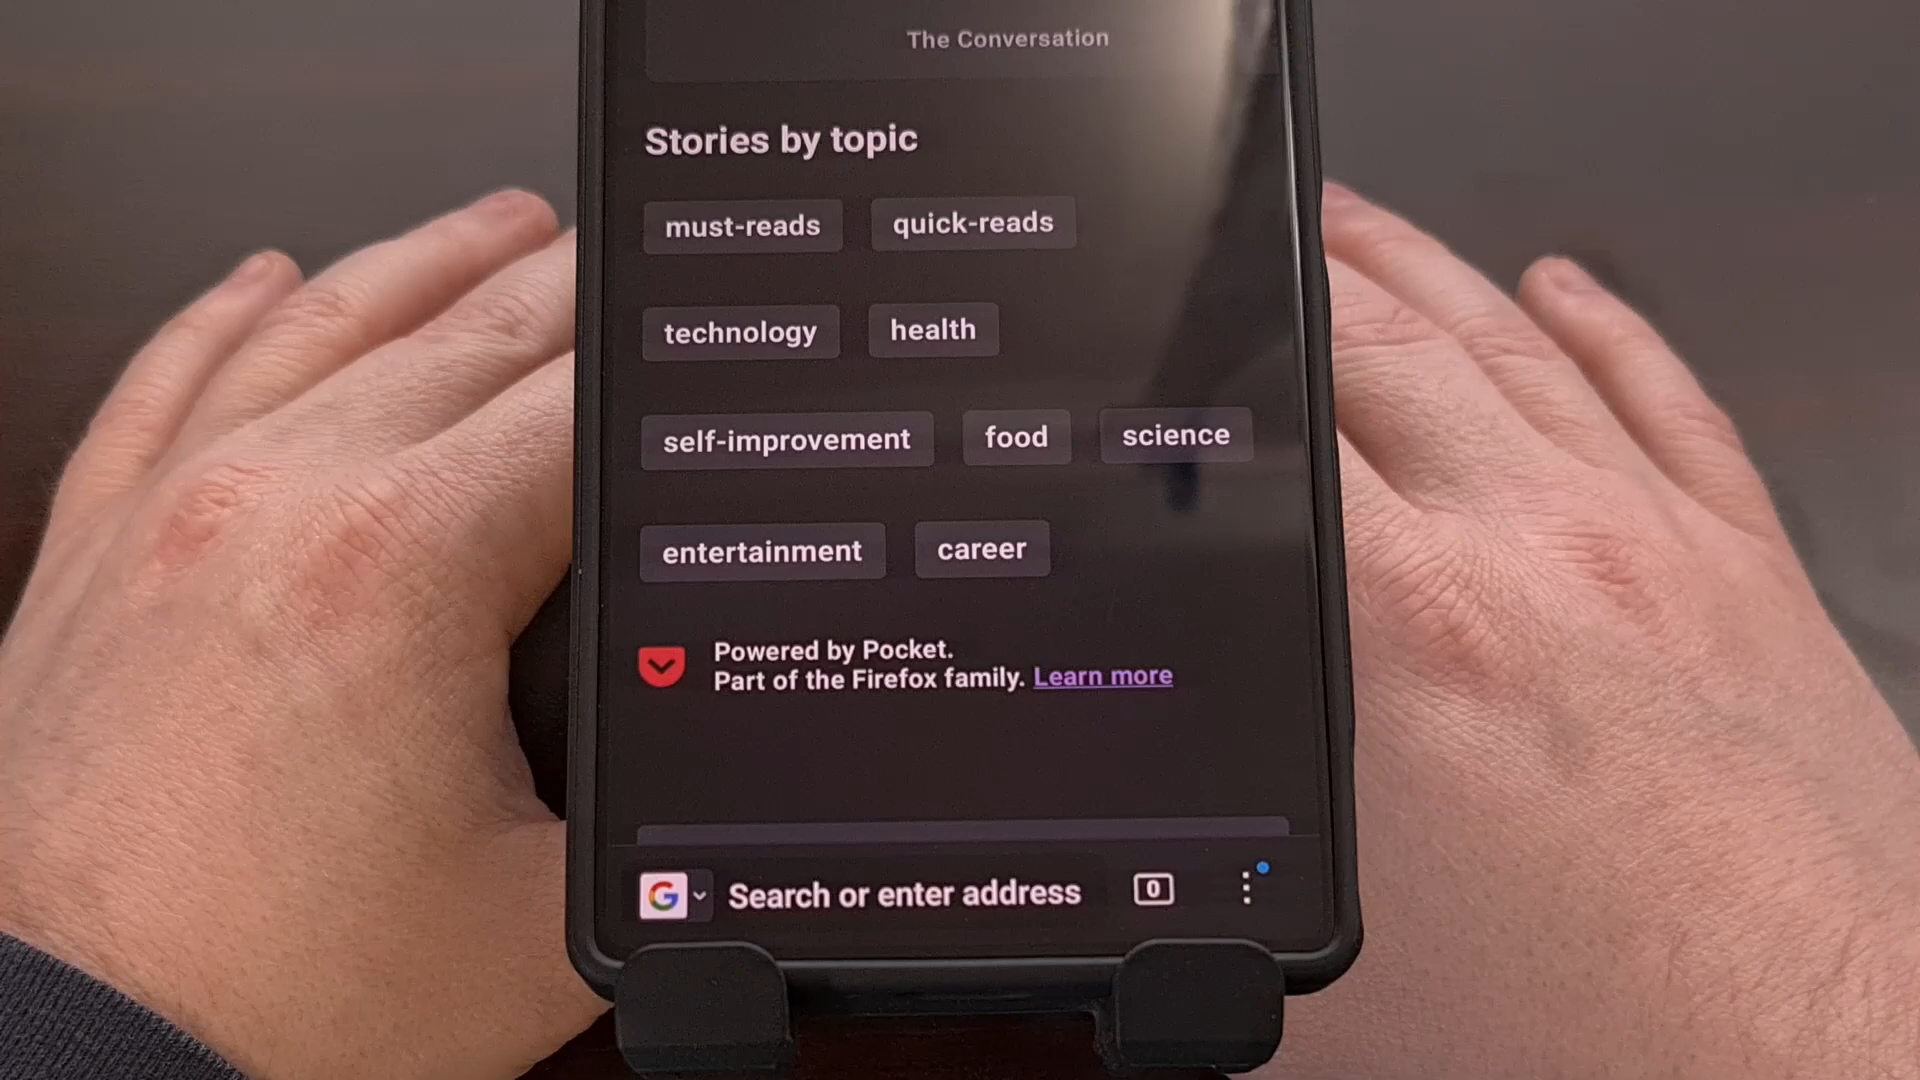 The Conversation
Stories by topic
must-reads quick-reads
technology health
self-improvement food science
entertainment career
Powered by Pocket.
Part of the Firefox family. Learn more
G Search or enter address 0